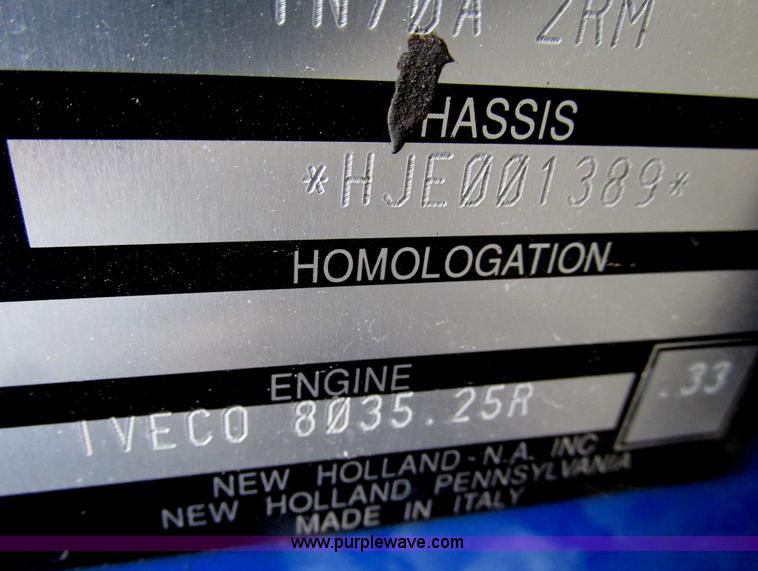 TN70A 2RM
CHASSIS
*HJE001389*
HOMOLOGATION
ENGINE
IVECO 8035.25R .33
NEW HOLLAND - N.A. INC
NEW HOLLAND PENNSYLVANIA
MADE IN ITALY
www.purplewave.com